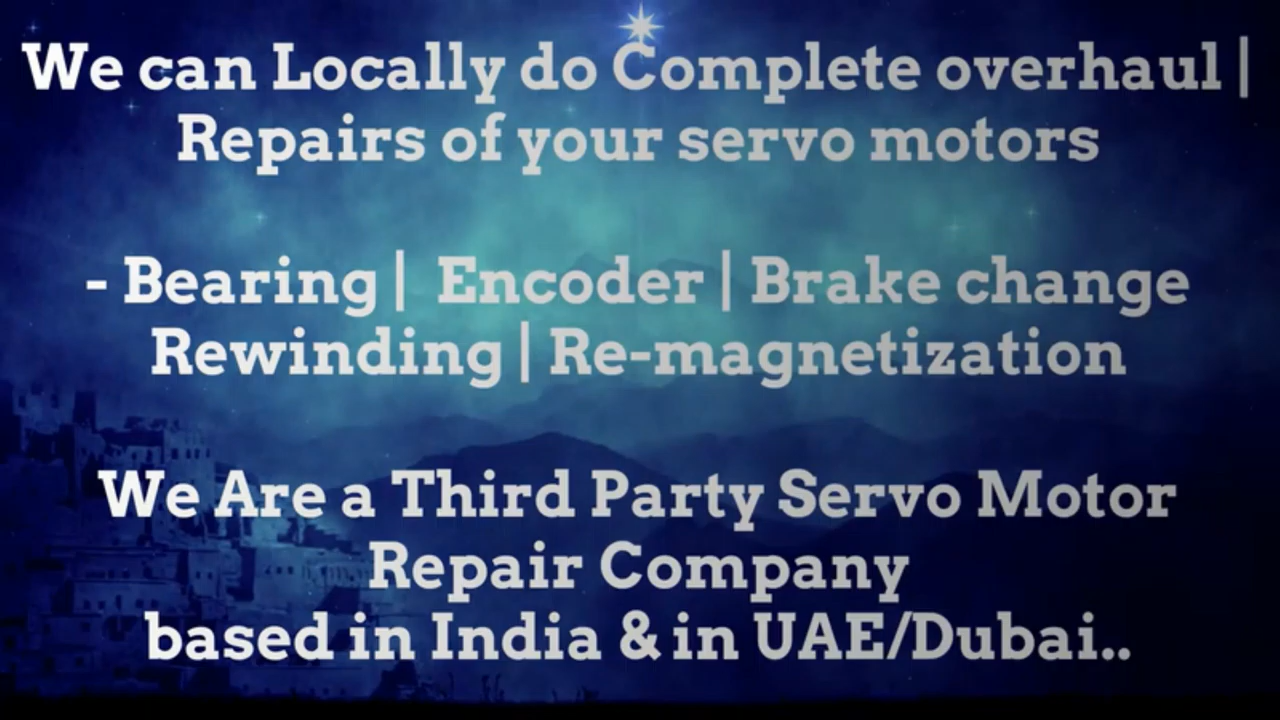 We can Locally do Complete overhaul |
Repairs of your servo motors
- Bearing | Encoder | Brake change
Rewinding | Re-magnetization
We Are a Third Party Servo Motor
Repair Company
based in India & in UAE/Dubai..